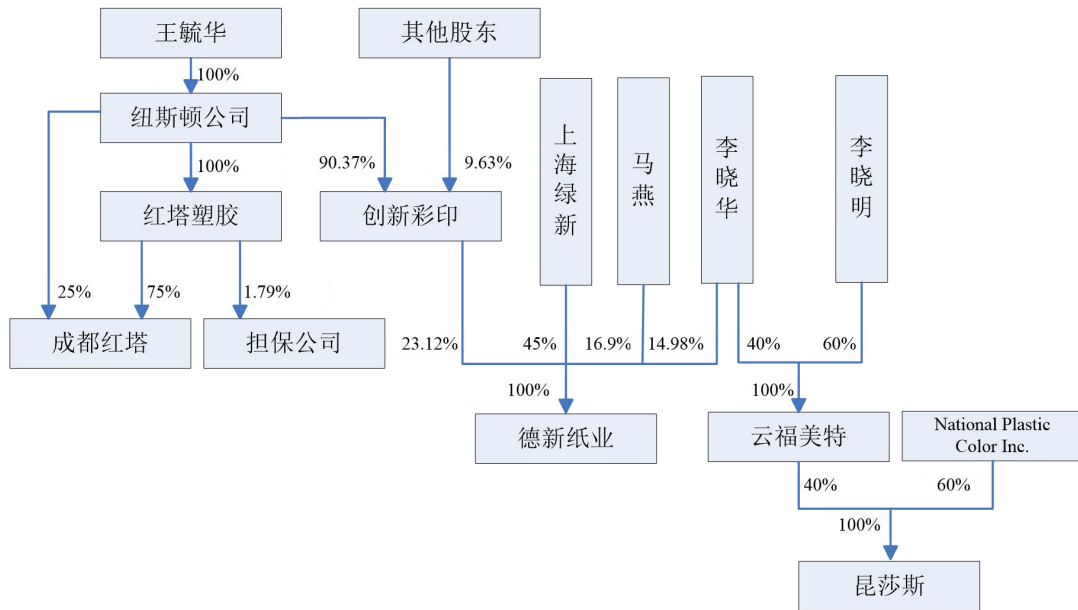 王毓华
其他股东
100%
纽斯顿公司
上海绿新
马燕
李晓华
李晓明
100%
90.37%
9.63%
红塔塑胶
创新彩印
25%
75%
1.79%
成都红塔
担保公司
23.12%
45%
16.9%
14.98%
40%
60%
100%
100%
德新纸业
云福美特
National Plastic
Color Inc.
40%
60%
100%
昆莎斯